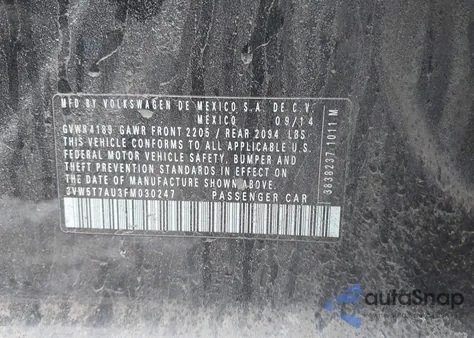 MFD BY VOLKSWAGEN DE MEXICO S.A. DE C.V.
MEXICO 09/14
GVWR 4189 GAWR FRONT 2205 / REAR 2094 LBS
THIS VEHICLE CONFORMS TO ALL APPLICABLE U.S.
FEDERAL MOTOR VEHICLE SAFETY, BUMPER AND
THEFT PREVENTION STANDARDS IN EFFECT ON THE
DATE OF MANUFACTURE SHOWN ABOVE.
3VW5T7AU3FM030247 PASSENGER CAR
3838237 1011 M
autoSnap